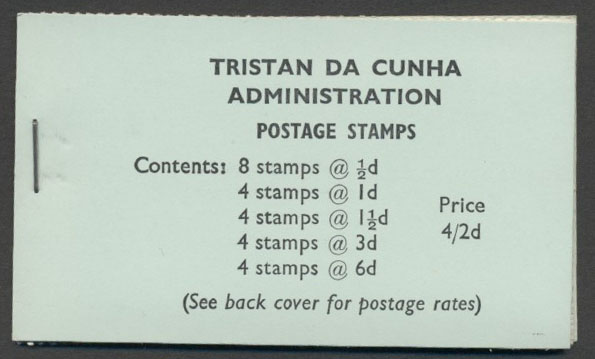 TRISTAN DA CUNHA
ADMINISTRATION
POSTAGE STAMPS
Contents: 8 stamps @ ½d
4 stamps @ 1d
4 stamps @ 1½d
4 stamps @ 3d
4 stamps @ 6d
Price
4/2d
(See back cover for postage rates)